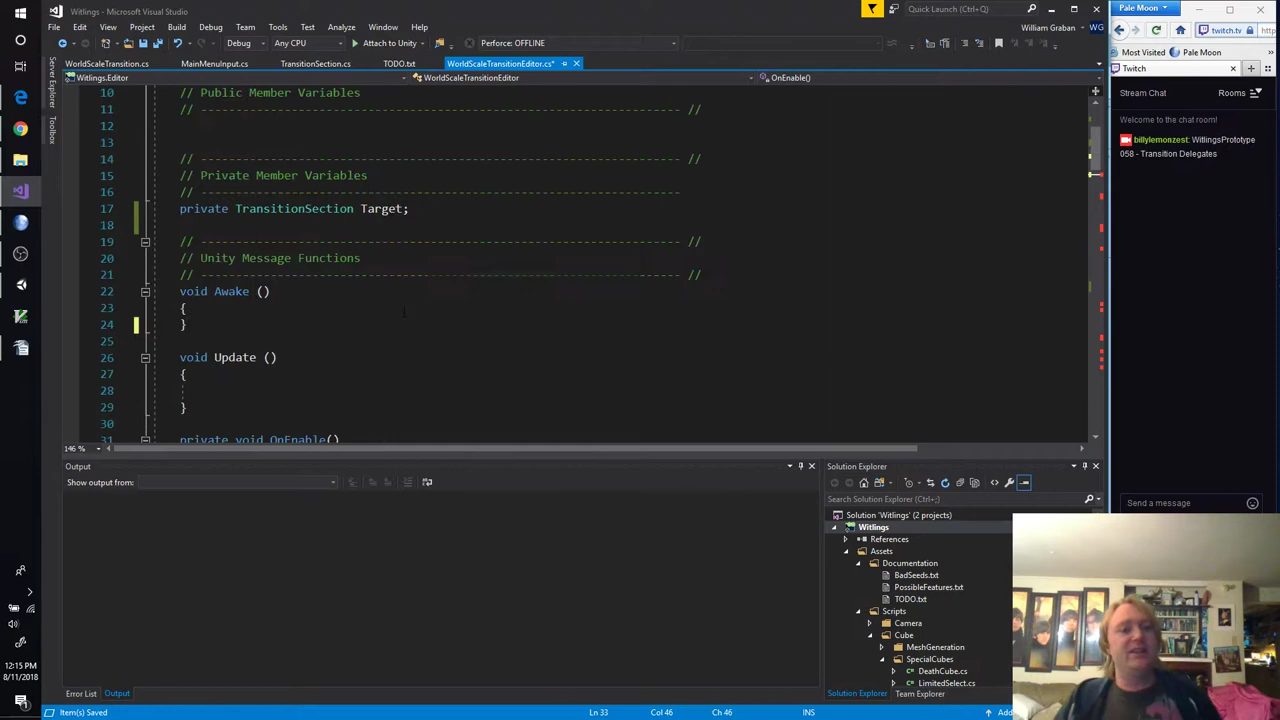 Witlings - Microsoft Visual Studio
Quick Launch (Ctrl+Q)
File Edit View Project Build Debug Team Tools Test Analyze Window Help
William Graban WG
Debug Any CPU Attach to Unity Perforce: OFFLINE
WorldScaleTransition.cs MainMenuInput.cs TransitionSection.cs TODO.txt WorldScaleTransitionEditor.cs*
Witlings.Editor WorldScaleTransitionEditor OnEnable()
Server Explorer
Toolbox
10 // Public Member Variables
11 // -------------------------------------------------------------------- //
12
13
14 // -------------------------------------------------------------------- //
15 // Private Member Variables
16 // --------------------------------------------------------------------
17 private TransitionSection Target;
18
19 // -------------------------------------------------------------------- //
20 // Unity Message Functions
21 // -------------------------------------------------------------------- //
22 void Awake ()
23 {
24 }
25
26 void Update ()
27 {
28
29 }
30
31 private void OnEnable()
146 %
Output
Show output from:
Error List Output
Solution Explorer
Search Solution Explorer (Ctrl+;)
Solution 'Witlings' (2 projects)
Witlings
References
Assets
Documentation
BadSeeds.txt
PossibleFeatures.txt
TODO.txt
Scripts
Camera
Cube
MeshGeneration
SpecialCubes
DeathCube.cs
LimitedSelect.cs
Solution Explorer Team Explorer
Item(s) Saved Ln 33 Col 46 Ch 46 INS Add
12:15 PM
8/11/2018
Pale Moon
twitch.tv http
Most Visited Pale Moon
Twitch
Stream Chat Rooms
Welcome to the chat room!
billylemonzest: WitlingsPrototype
058 - Transition Delegates
Send a message